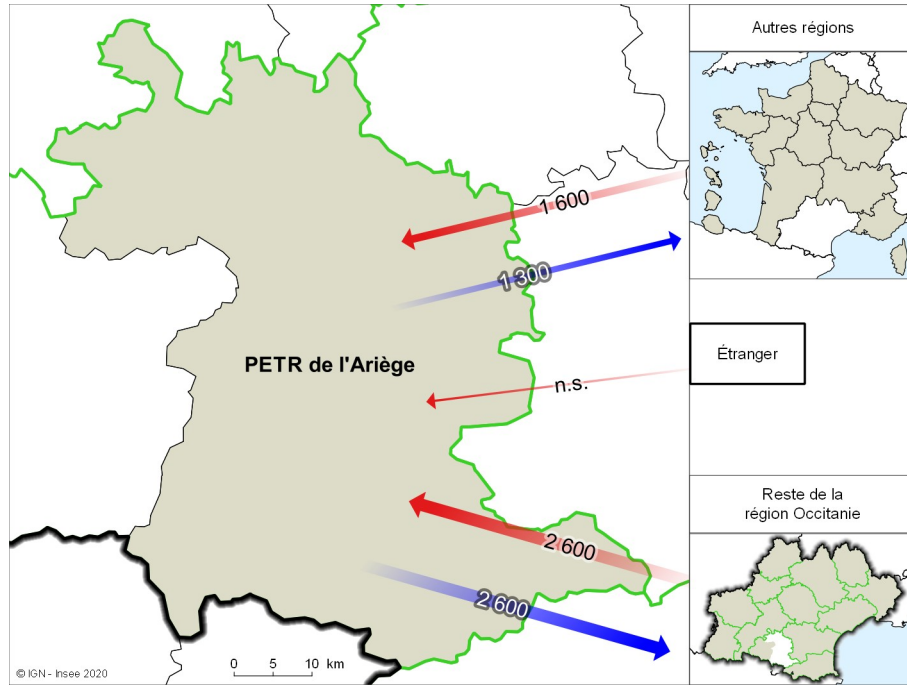 Autres régions
1 600
1 300
PETR de l'Ariège
Étranger
n.s.
Reste de la
région Occitanie
2 600
2 600
0 5 10 km
© IGN - Insee 2020